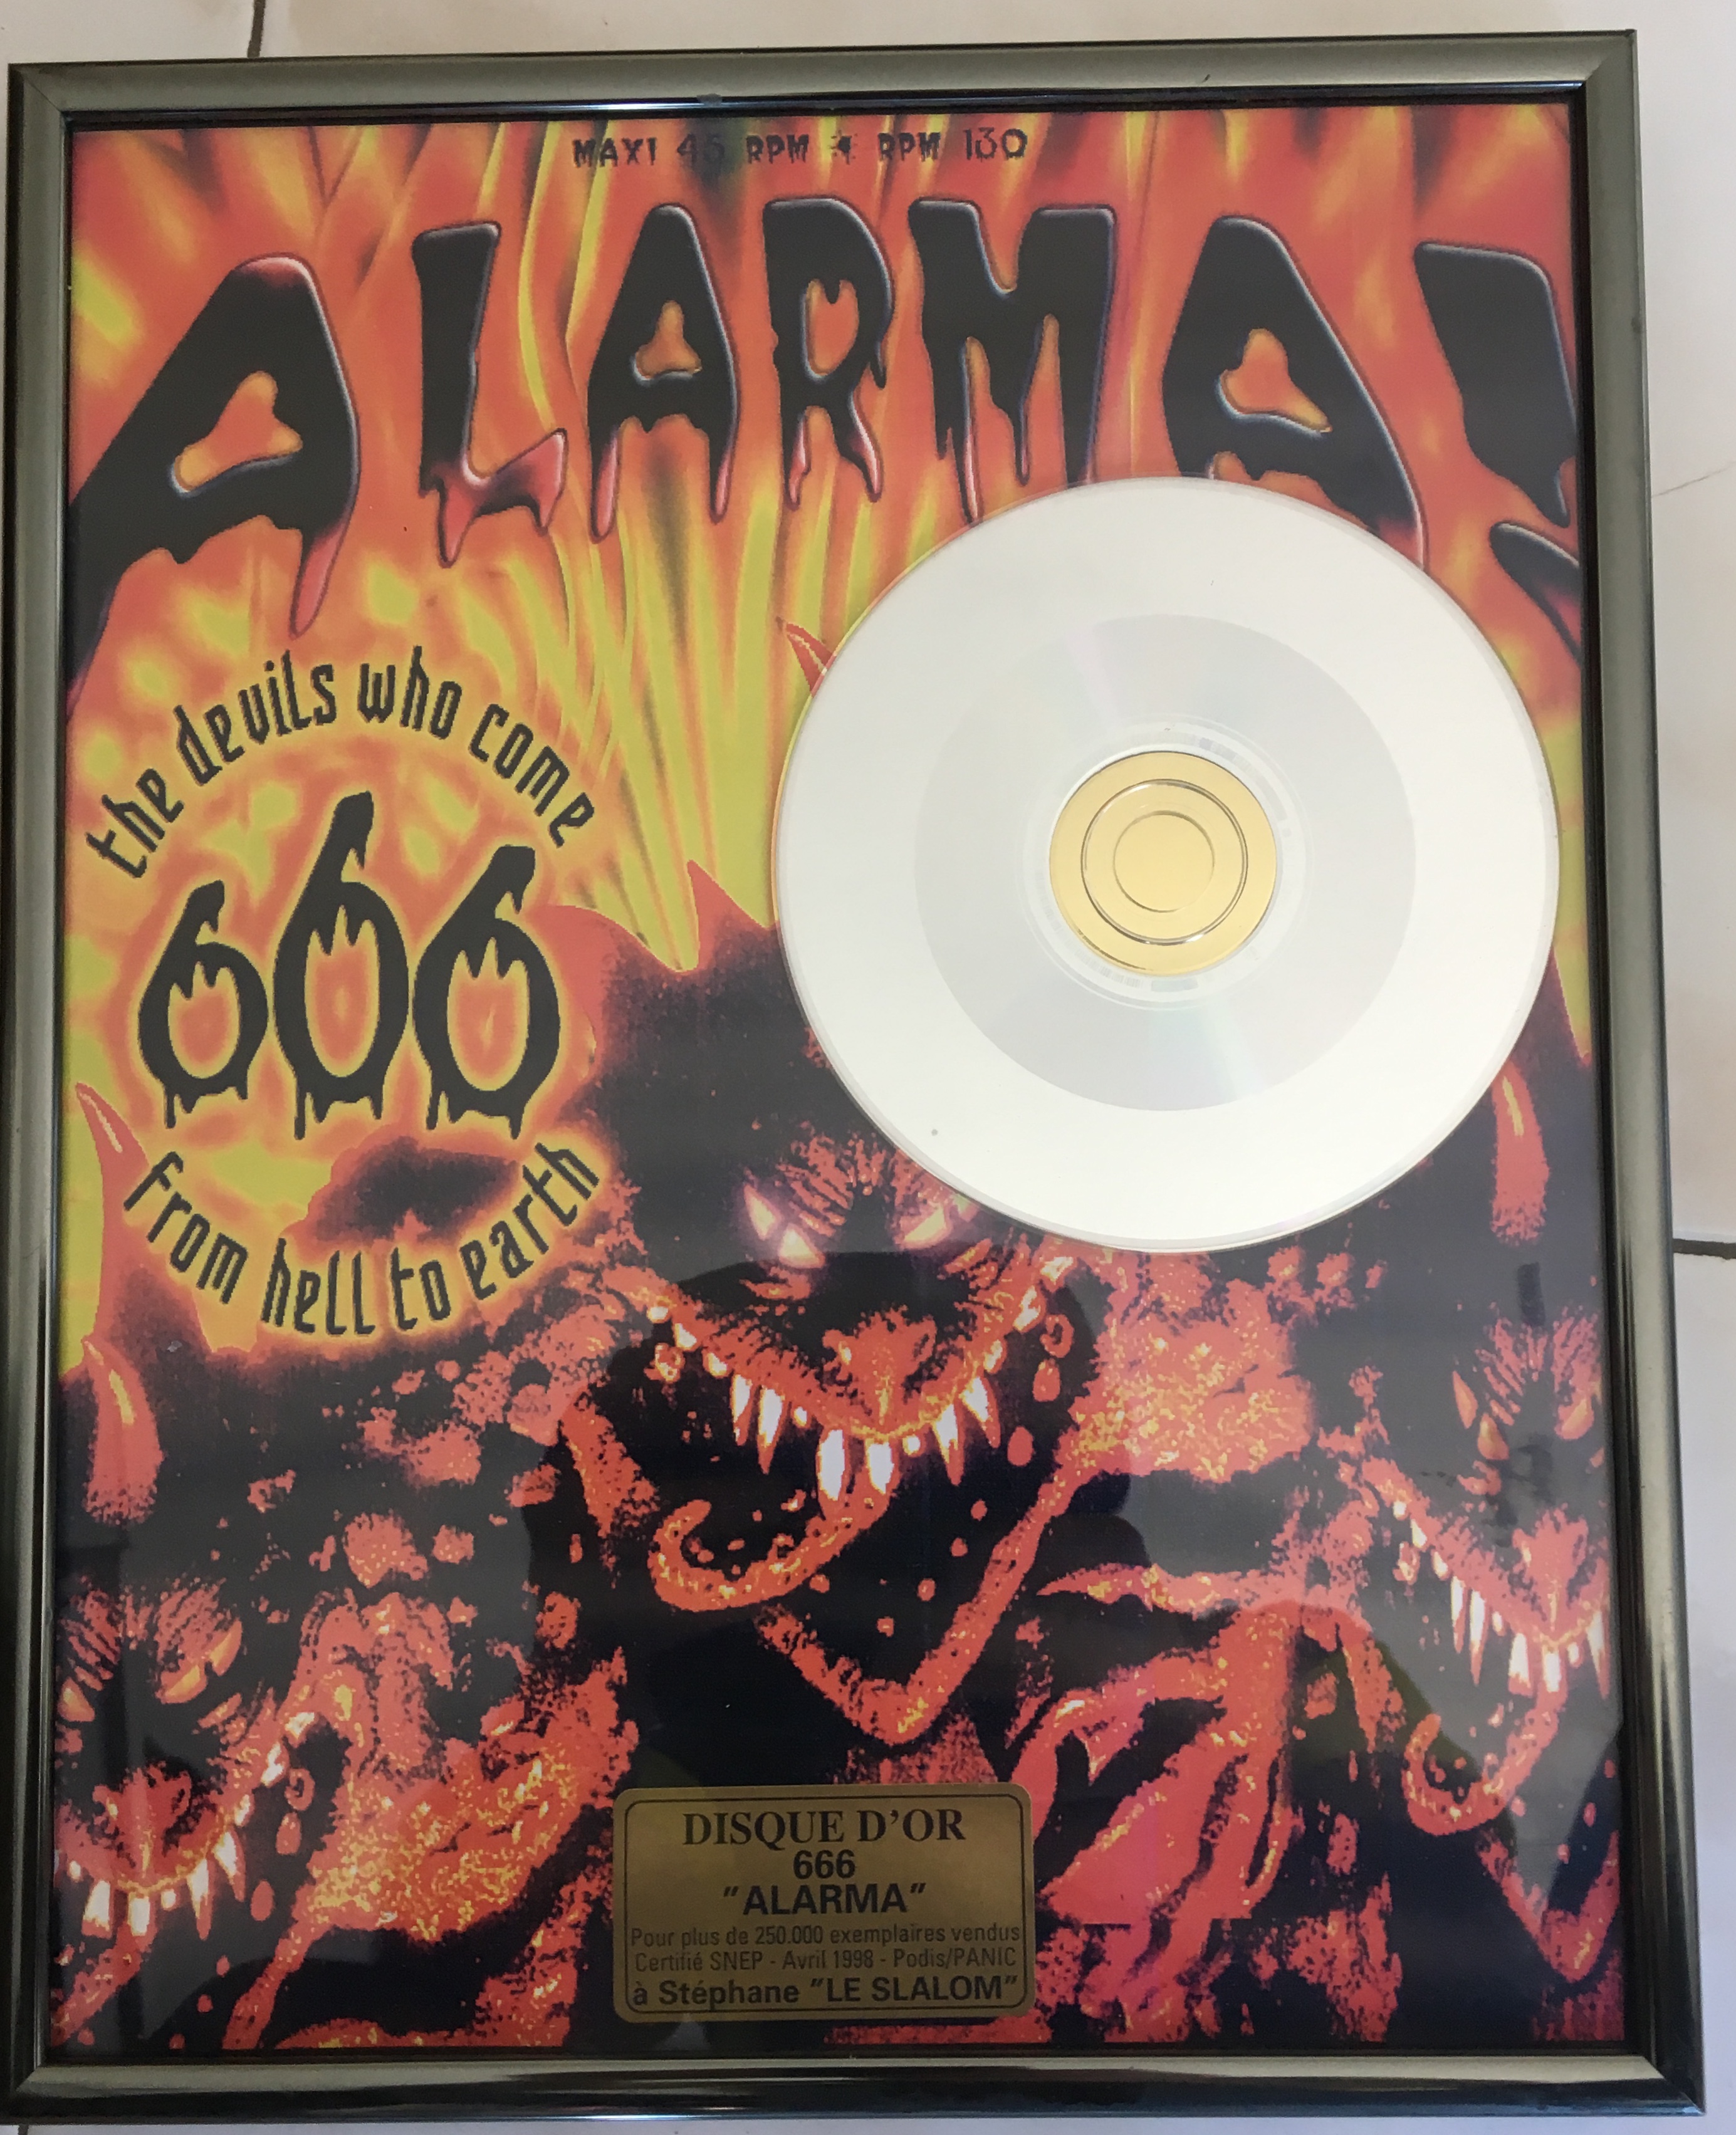 MAXI 45 RPM * RPM 130
ALARMA!
the devils who come
666
from hell to earth
DISQUE D'OR
666
"ALARMA"
Pour plus de 250.000 exemplaires vendus
Certifié SNEP - Avril 1998 - Podis/PANIC
à Stéphane "LE SLALOM"